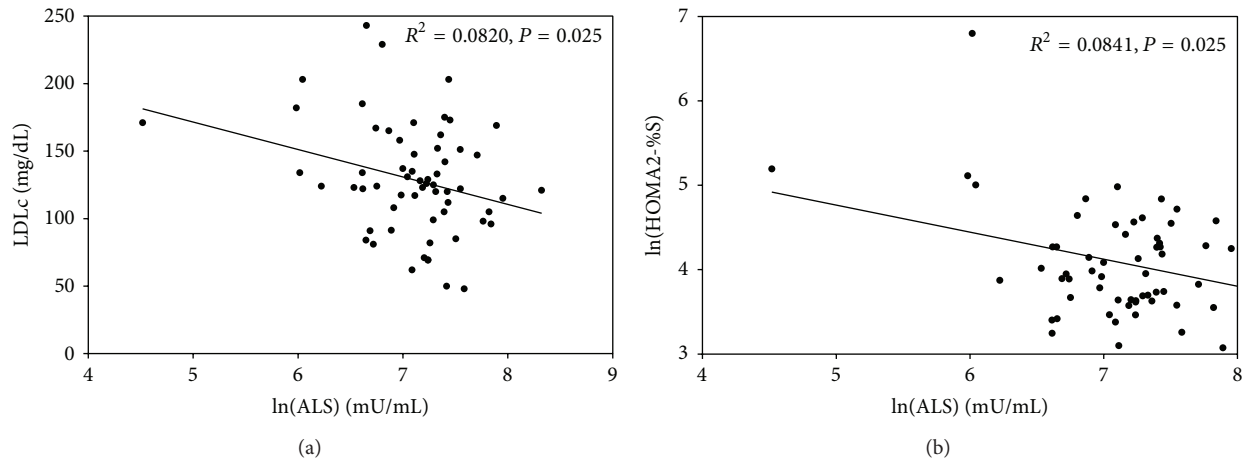 R² = 0.0820, P = 0.025
250
200
150
100
50
0
LDLc (mg/dL)
4
5
6
7
8
9
ln(ALS) (mU/mL)
(a)
R² = 0.0841, P = 0.025
7
6
5
4
3
ln(HOMA2-%S)
4
5
6
7
8
ln(ALS) (mU/mL)
(b)